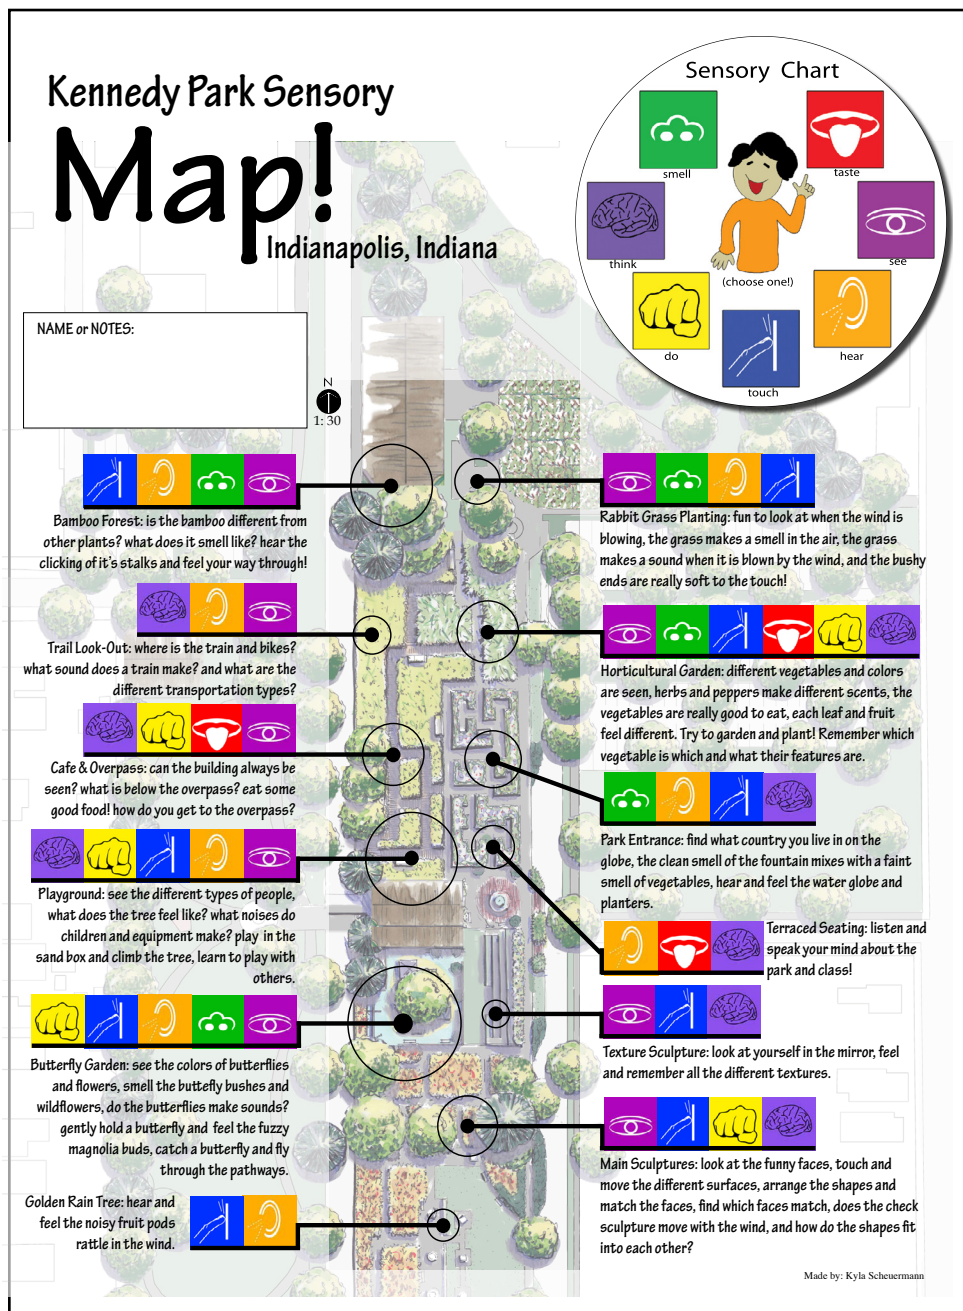 Kennedy Park Sensory
Map!
Indianapolis, Indiana
Sensory Chart
smell
taste
think
see
(choose one!)
do
hear
touch
NAME or NOTES:
N
1: 30
Bamboo Forest: is the bamboo different from
other plants? what does it smell like? hear the
clicking of it's stalks and feel your way through!
Trail Look-Out: where is the train and bikes?
what sound does a train make? and what are the
different transportation types?
Cafe & Overpass: can the building always be
seen? what is below the overpass? eat some
good food! how do you get to the overpass?
Playground: see the different types of people,
what does the tree feel like? what noises do
children and equipment make? play in the
sand box and climb the tree, learn to play with
others.
Butterfly Garden: see the colors of butterflies
and flowers, smell the buttefly bushes and
wildflowers, do the butterflies make sounds?
gently hold a butterfly and feel the fuzzy
magnolia buds, catch a butterfly and fly
through the pathways.
Golden Rain Tree: hear and
feel the noisy fruit pods
rattle in the wind.
Rabbit Grass Planting: fun to look at when the wind is
blowing, the grass makes a smell in the air, the grass
makes a sound when it is blown by the wind, and the bushy
ends are really soft to the touch!
Horticultural Garden: different vegetables and colors
are seen, herbs and peppers make different scents, the
vegetables are really good to eat, each leaf and fruit
feel different. Try to garden and plant! Remember which
vegetable is which and what their features are.
Park Entrance: find what country you live in on the
globe, the clean smell of the fountain mixes with a faint
smell of vegetables, hear and feel the water globe and
planters.
Terraced Seating: listen and
speak your mind about the
park and class!
Texture Sculpture: look at yourself in the mirror, feel
and remember all the different textures.
Main Sculptures: look at the funny faces, touch and
move the different surfaces, arrange the shapes and
match the faces, find which faces match, does the check
sculpture move with the wind, and how do the shapes fit
into each other?
Made by: Kyla Scheuermann